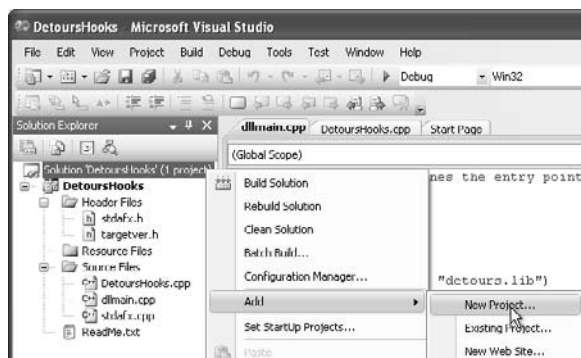 DetoursHooks - Microsoft Visual Studio
File Edit View Project Build Debug Tools Test Window Help
Debug Win32
Solution Explorer
dllmain.cpp DetoursHooks.cpp Start Page
(Global Scope)
Solution 'DetoursHooks' (1 project)
DetoursHooks
Header Files
stdafx.h
targetver.h
Resource Files
Source Files
DetoursHooks.cpp
dllmain.cpp
stdafx.cpp
ReadMe.txt
Build Solution
Rebuild Solution
Clean Solution
Batch Build...
Configuration Manager...
Add
Set StartUp Projects...
Paste
nes the entry point
"detours.lib")
New Project...
Existing Project...
New Web Site...